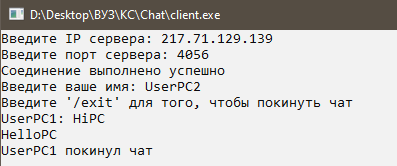 D:\Desktop\ВУЗ\КС\Chat\client.exe
Введите IP сервера: 217.71.129.139
Введите порт сервера: 4056
Соединение выполнено успешно
Введите ваше имя: UserPC2
Введите '/exit' для того, чтобы покинуть чат
UserPC1: HiPC
HelloPC
UserPC1 покинул чат